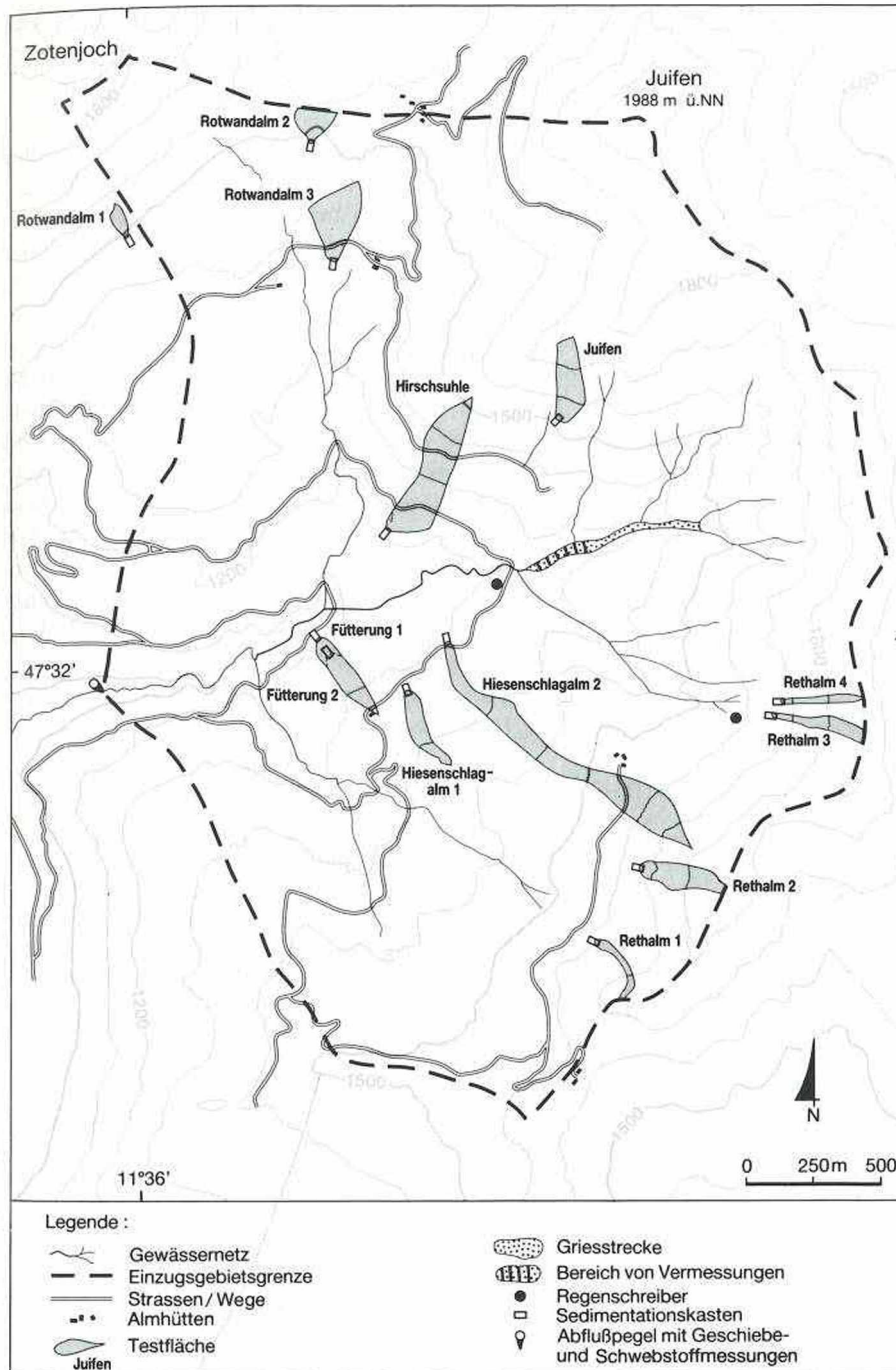 Zotenjoch
Juifen
1988 m ü.NN
1800
Rotwandalm 2
Rotwandalm 3
Rotwandalm 1
1800
Juifen
Hirschsuhle
1500
1200
Fütterung 1
47°32'
Fütterung 2
Hiesenschlagalm 2
Rethalm 4
Rethalm 3
Hiesenschlag-
alm 1
Rethalm 2
Rethalm 1
1200
1500
1500
N
11°36'
0 250m 500
Legende :
Gewässernetz
Einzugsgebietsgrenze
Strassen/Wege
Almhütten
Testfläche
Juifen
Griesstrecke
Bereich von Vermessungen
Regenschreiber
Sedimentationskasten
Abflußpegel mit Geschiebe-
und Schwebstoffmessungen